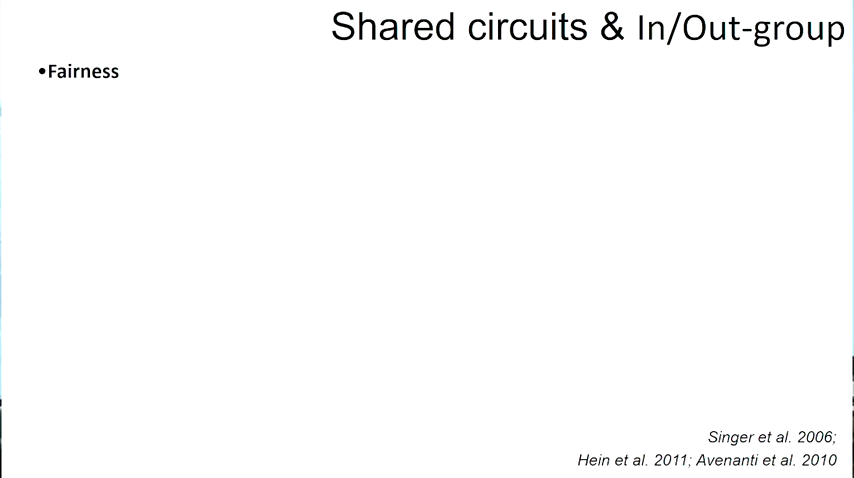 Shared circuits & In/Out-group
•Fairness
Singer et al. 2006;
Hein et al. 2011; Avenanti et al. 2010